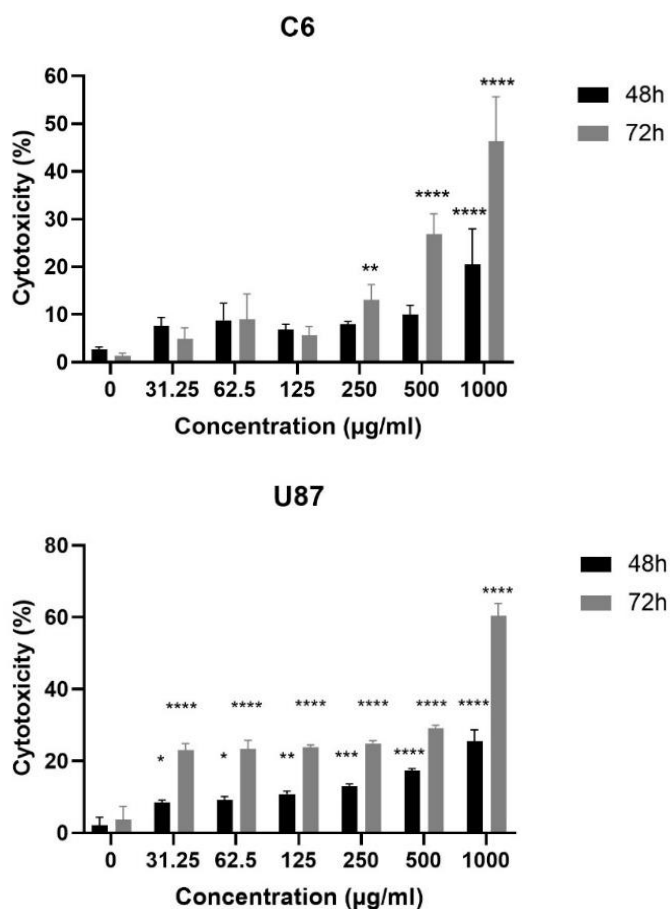 C6
60
50
40
30
20
10
0
Cytotoxicity (%)
**
****
****
****
48h
72h
0 31.25 62.5 125 250 500 1000
Concentration (µg/ml)
U87
80
60
40
20
0
Cytotoxicity (%)
* **** * **** ** **** *** **** **** **** **** ****
48h
72h
0 31.25 62.5 125 250 500 1000
Concentration (µg/ml)